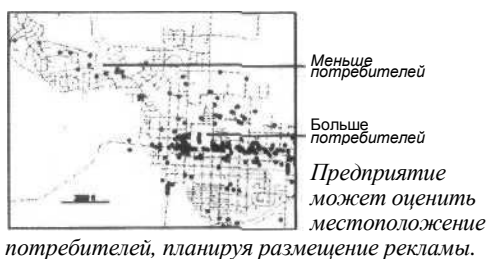 Меньше
потребителей
Больше
потребителей
Предприятие
может оценить
местоположение
потребителей, планируя размещение рекламы.